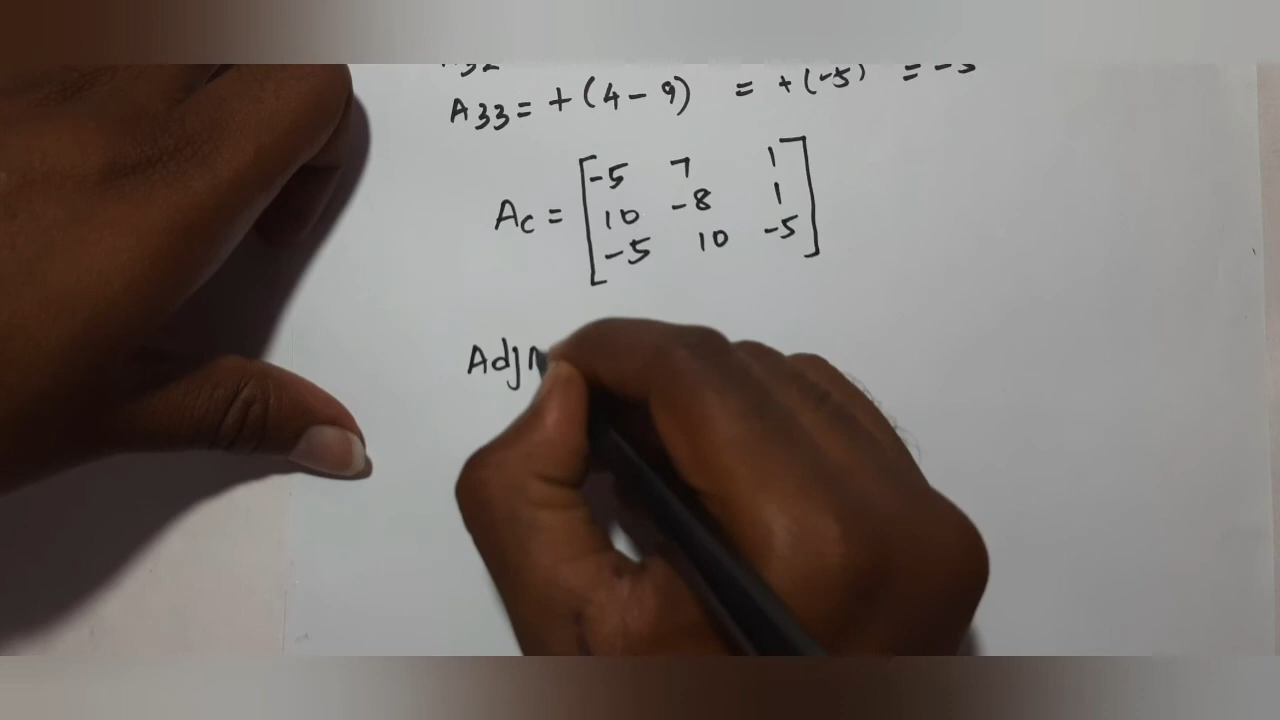 A33 = + (4 - 9) = + (-5) = -5
Ac = [ -5 7 1
10 -8 1
-5 10 -5 ]
Adj